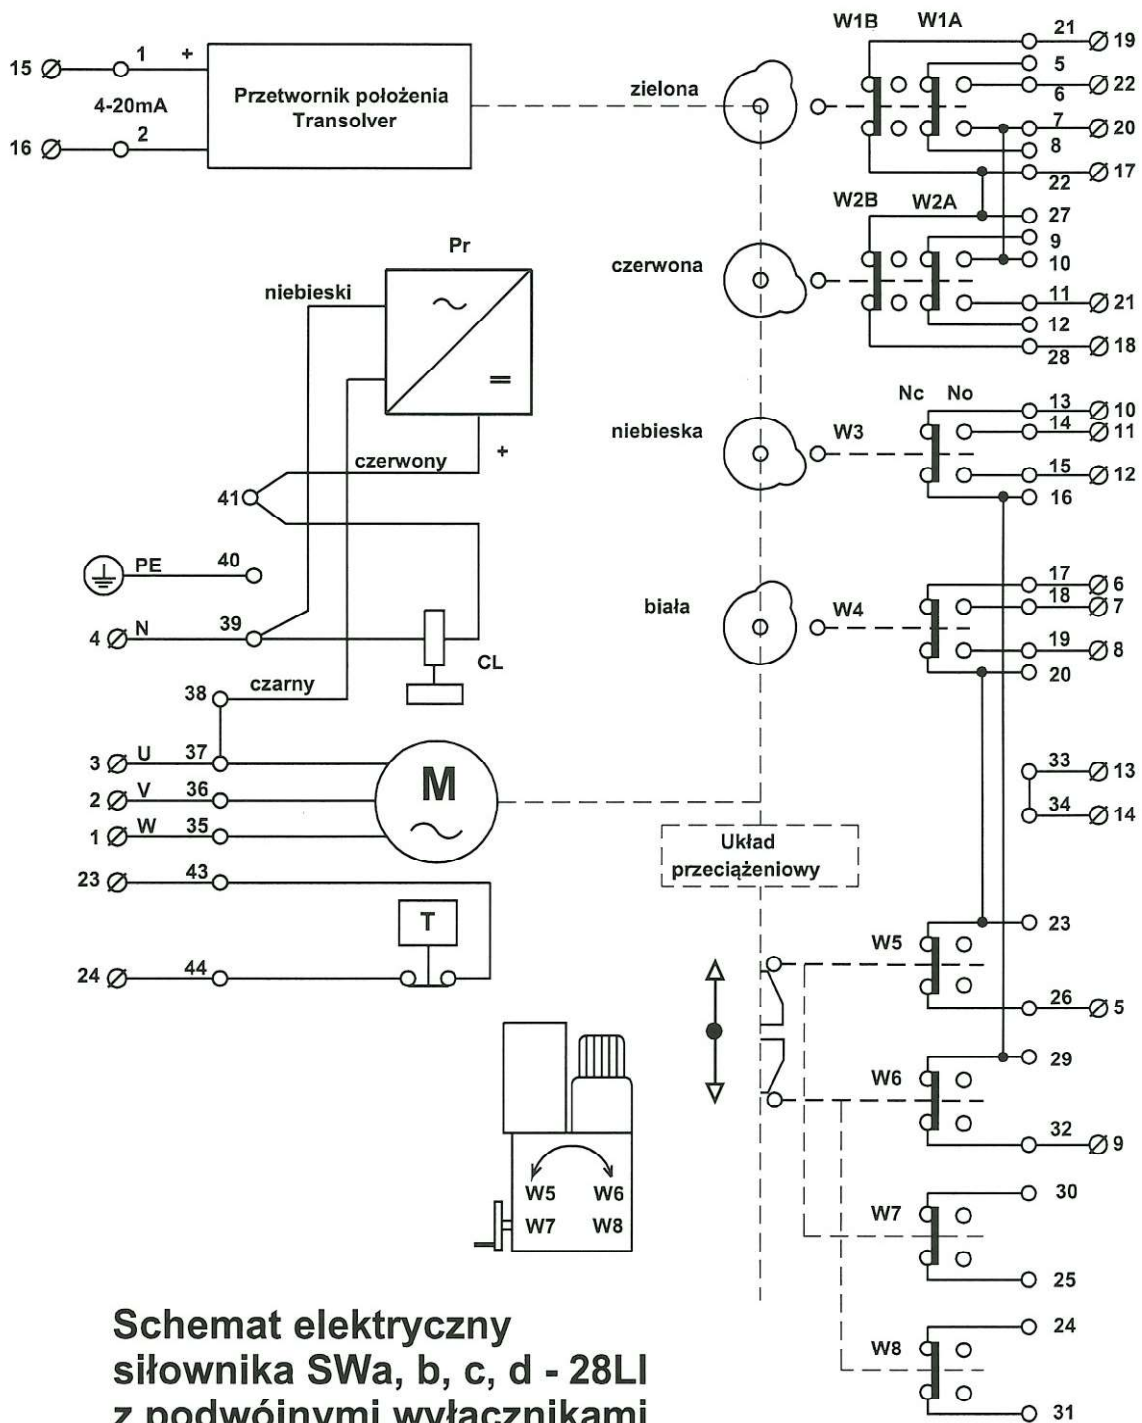 W1B W1A
15 1 + 21 19
zielona 5
4-20mA Przetwornik położenia 6 22
Transolver
2 7 20
16 8
17
22
W2B W2A 27
Pr 9
czerwona 10
niebieski 11 21
12
28 18
Nc No 13 10
niebieska W3 14 11
+
czerwony 15 12
41 16
PE 40
17 6
biała W4 18 7
4 N 39
19 8
CL 20
38 czarny
3 U 37
M 33 13
2 V 36
34 14
1 W 35 Układ
przeciążeniowy
23 43
T 23
W5
24 44
26 5
29
W6
32 9
W5 W6 30
W7 W8 W7
25
Schemat elektryczny 24
siłownika SWa, b, c, d - 28LI W8
z podwójnymi wyłącznikami 31